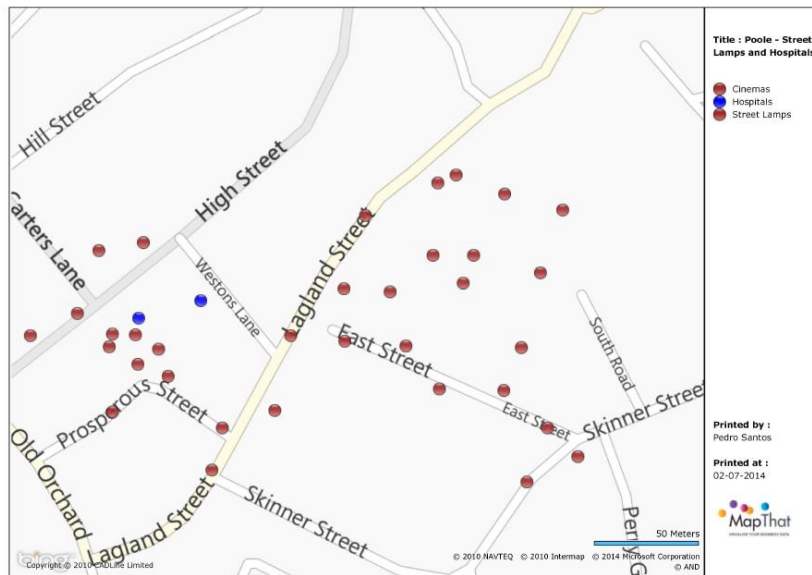 Title : Poole - Street
Lamps and Hospitals
Cinemas
Hospitals
Street Lamps
Hill Street
High Street
Carters Lane
Westons Lane
Lagland Street
East Street
South Road
East Street
Skinner Street
Prosperous Street
Old Orchard
Lagland Street
Skinner Street
Perry G
Printed by :
Pedro Santos
Printed at :
02-07-2014
MapThat
50 Meters
bing
Copyright © 2010 CADLine Limited
© 2010 NAVTEQ © 2010 Intermap © 2014 Microsoft Corporation
© AND